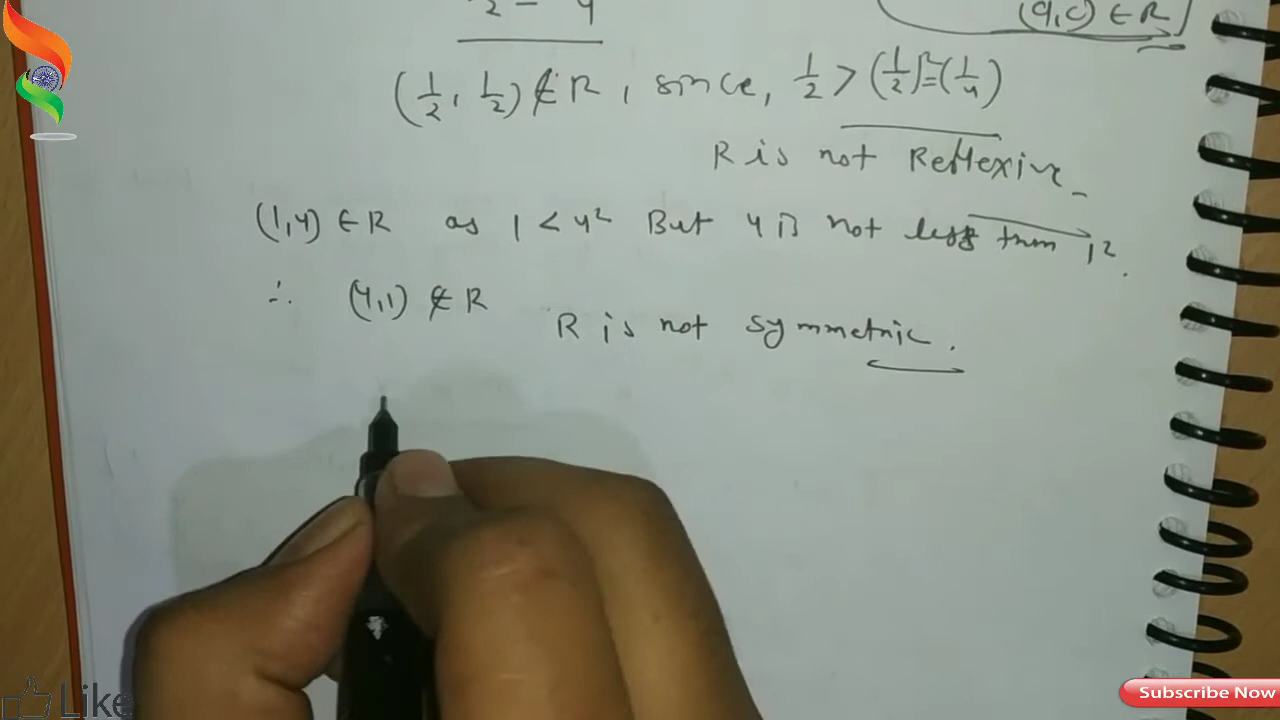 (a,c) ∈ R
(1/2, 1/2) ∉ R, since, 1/2 > (1/2)² = (1/4)
R is not Reflexive
(1,4) ∈ R as 1 < 4² But 4 is not less than 1².
∴ (4,1) ∉ R R is not symmetric.
Like
Subscribe Now